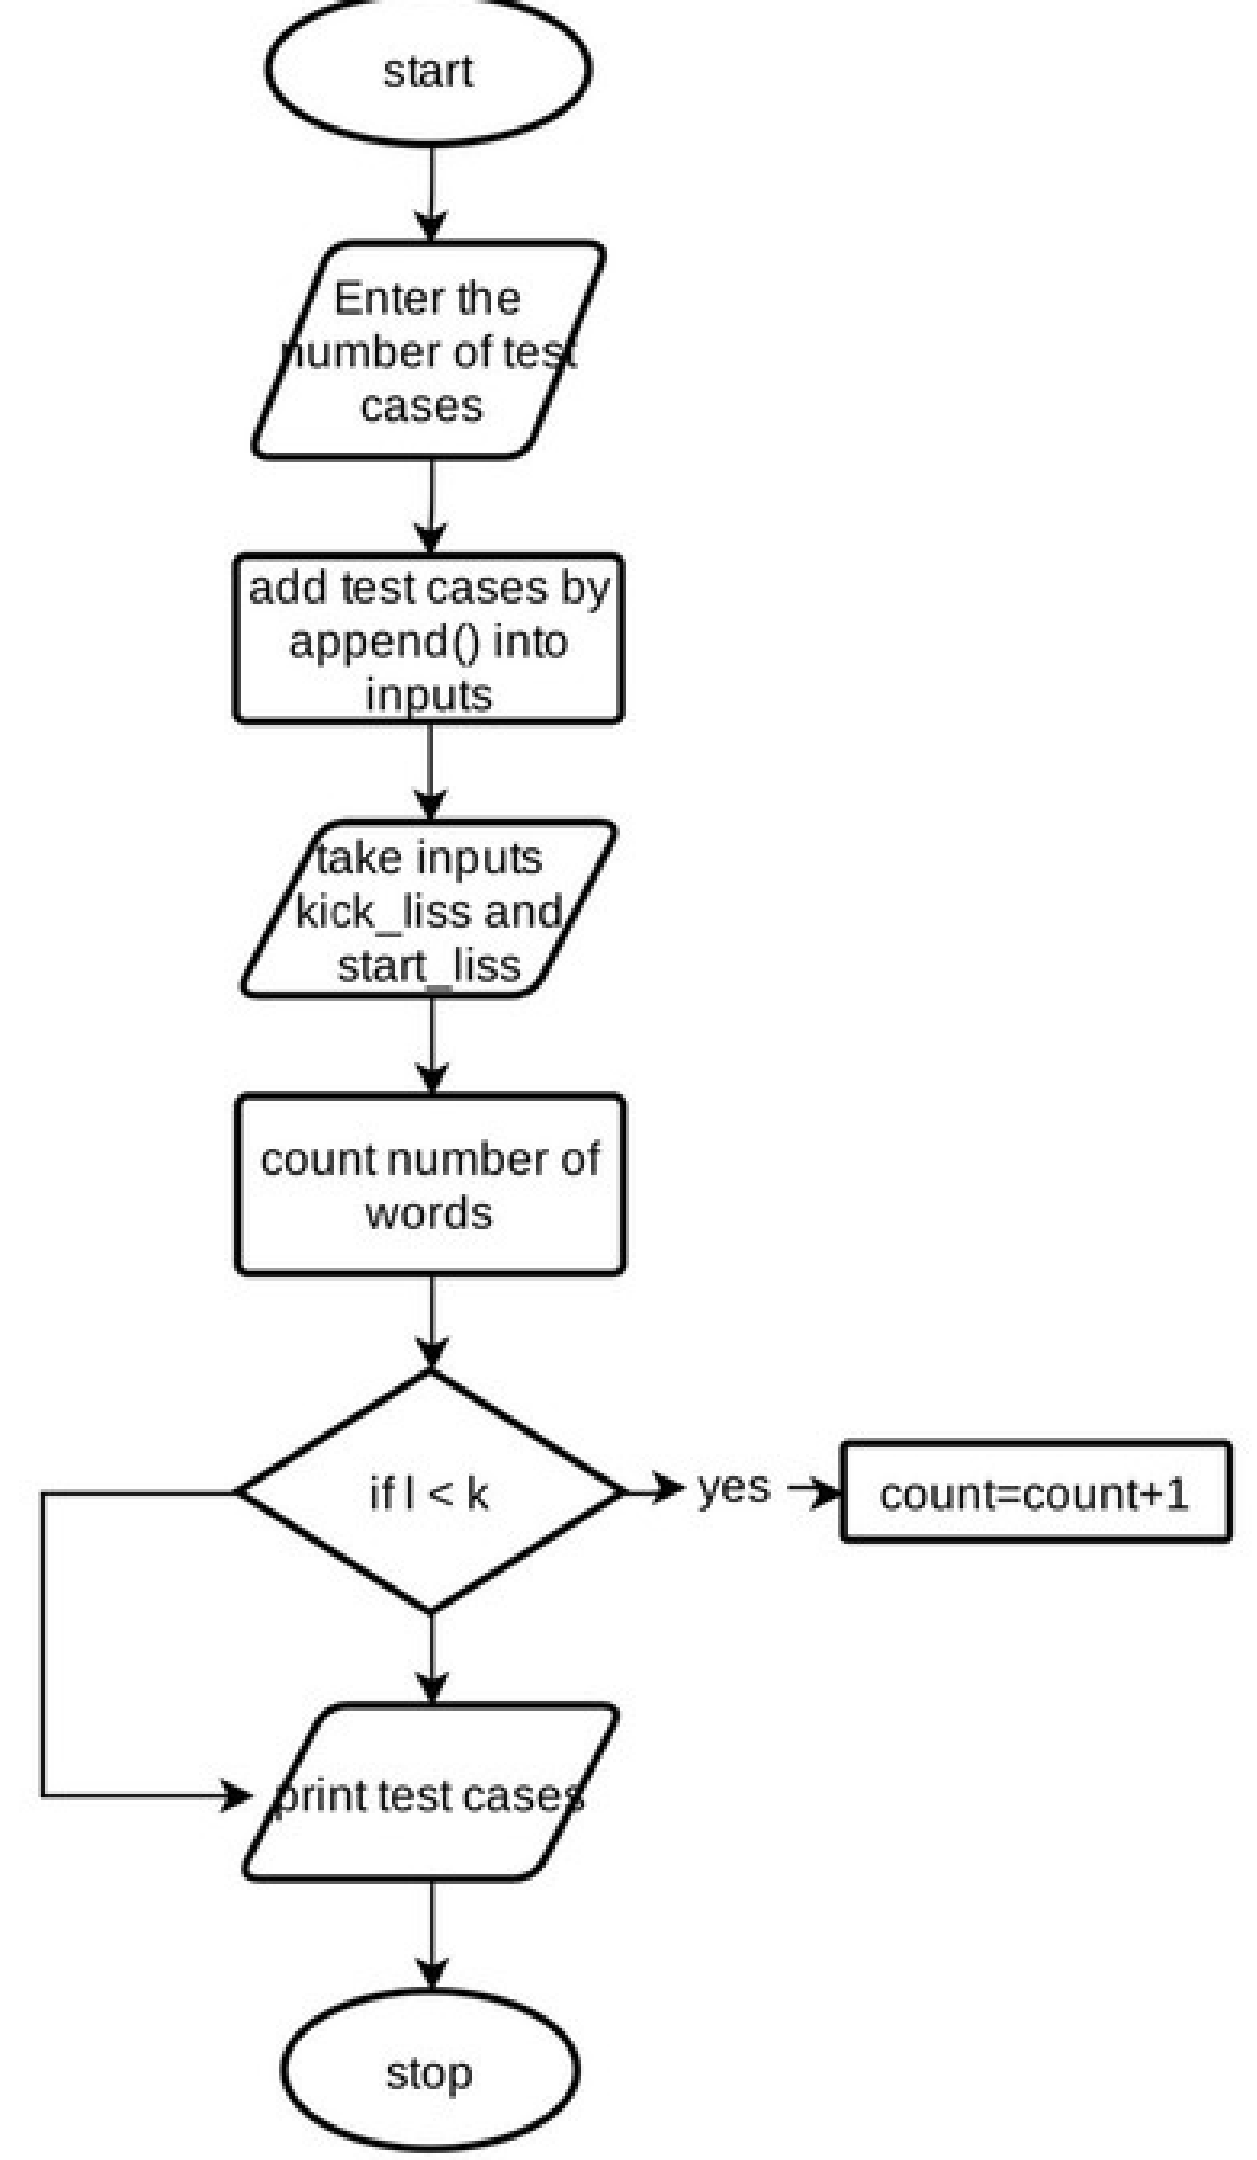 start
Enter the
number of test
cases
add test cases by
append() into
inputs
take inputs
kick_liss and
start_liss
count number of
words
if l < k
yes
count=count+1
print test cases
stop